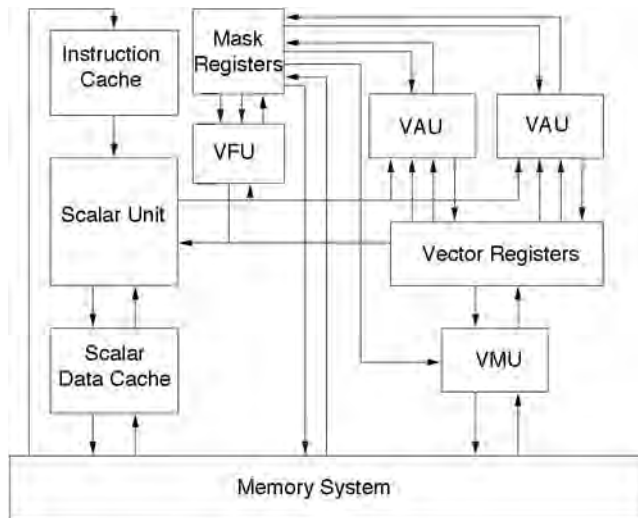 Instruction
Cache
Mask
Registers
VAU
VAU
VFU
Scalar Unit
Vector Registers
Scalar
Data Cache
VMU
Memory System